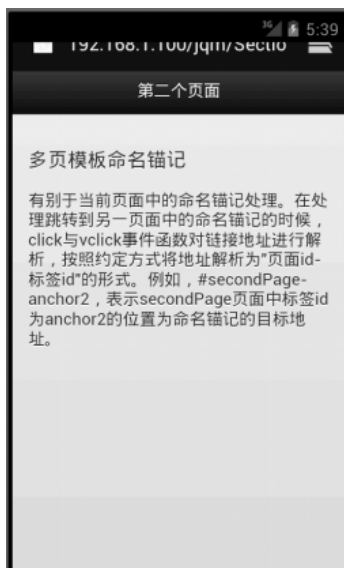 3G 5:39
192.168.1.100/jqm/Sectio
第二个页面
多页模板命名锚记
有别于当前页面中的命名锚记处理。在处
理跳转到另一页面中的命名锚记的时候，
click与vclick事件函数对链接地址进行解
析，按照约定方式将地址解析为"页面id-
标签id"的形式。例如，#secondPage-
anchor2，表示secondPage页面中标签id
为anchor2的位置为命名锚记的目标地
址。